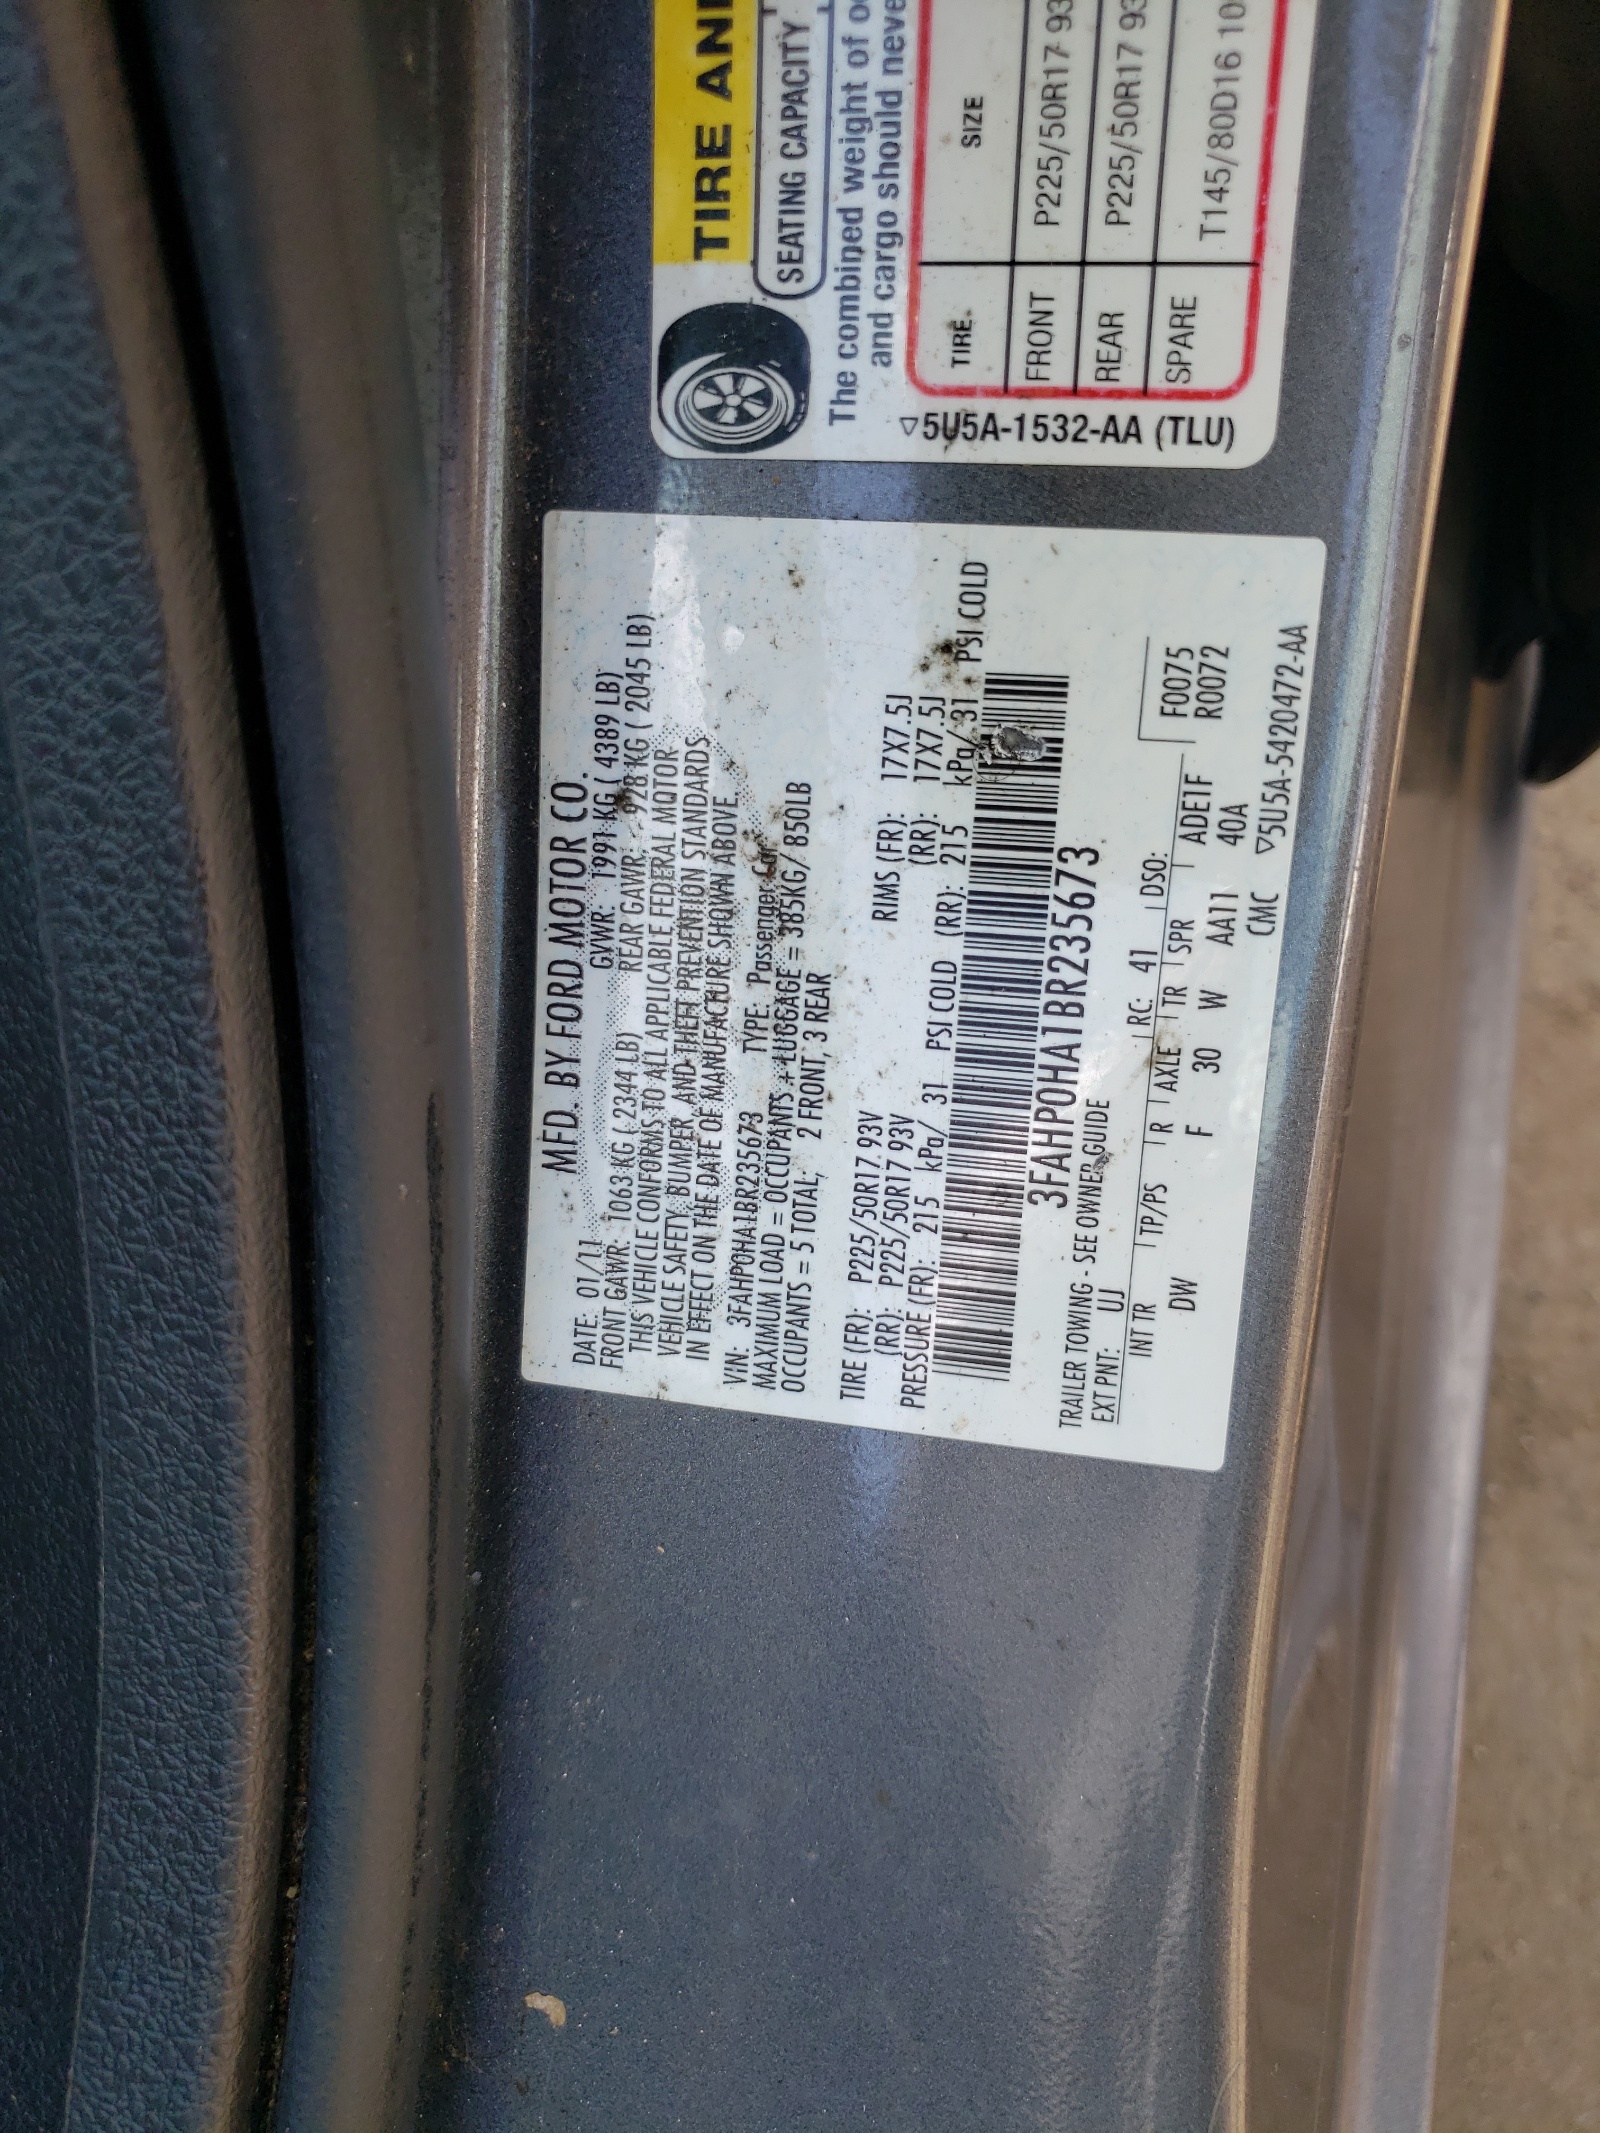 MFD. BY FORD MOTOR CO.
DATE: 01/11 GVWR: 1991 KG ( 4389 LB)
FRONT GAWR: 1063 KG ( 2344 LB) REAR GAWR: 928 KG ( 2045 LB)
THIS VEHICLE CONFORMS TO ALL APPLICABLE FEDERAL MOTOR
VEHICLE SAFETY, BUMPER, AND THEFT PREVENTION STANDARDS
IN EFFECT ON THE DATE OF MANUFACTURE SHOWN ABOVE.
VIN: 3FAHP0HA1BR235673 TYPE: Passenger Car
MAXIMUM LOAD = OCCUPANTS + LUGGAGE = 385KG/ 850LB
OCCUPANTS = 5 TOTAL, 2 FRONT, 3 REAR
TIRE (FR): P225/50R17 93V RIMS (FR): 17X7.5J
(RR): P225/50R17 93V (RR): 17X7.5J
PRESSURE (FR): 215 kPa/ 31 PSI COLD (RR): 215 kPa/ 31 PSI COLD
3FAHP0HA1BR235673
TRAILER TOWING - SEE OWNER GUIDE
EXT PNT: UJ RC: 41 DSO: F0075
INT TR TP/PS R AXLE TR SPR ADE1F R0072
DW F 30 W AA11 40A
CMC ▽5U5A-5420472-AA
TIRE AN
SEATING CAPACITY
The combined weight of o
and cargo should neve
TIRE SIZE
FRONT P225/50R17 93
REAR P225/50R17 93
SPARE T145/80D16 10
▽5U5A-1532-AA (TLU)